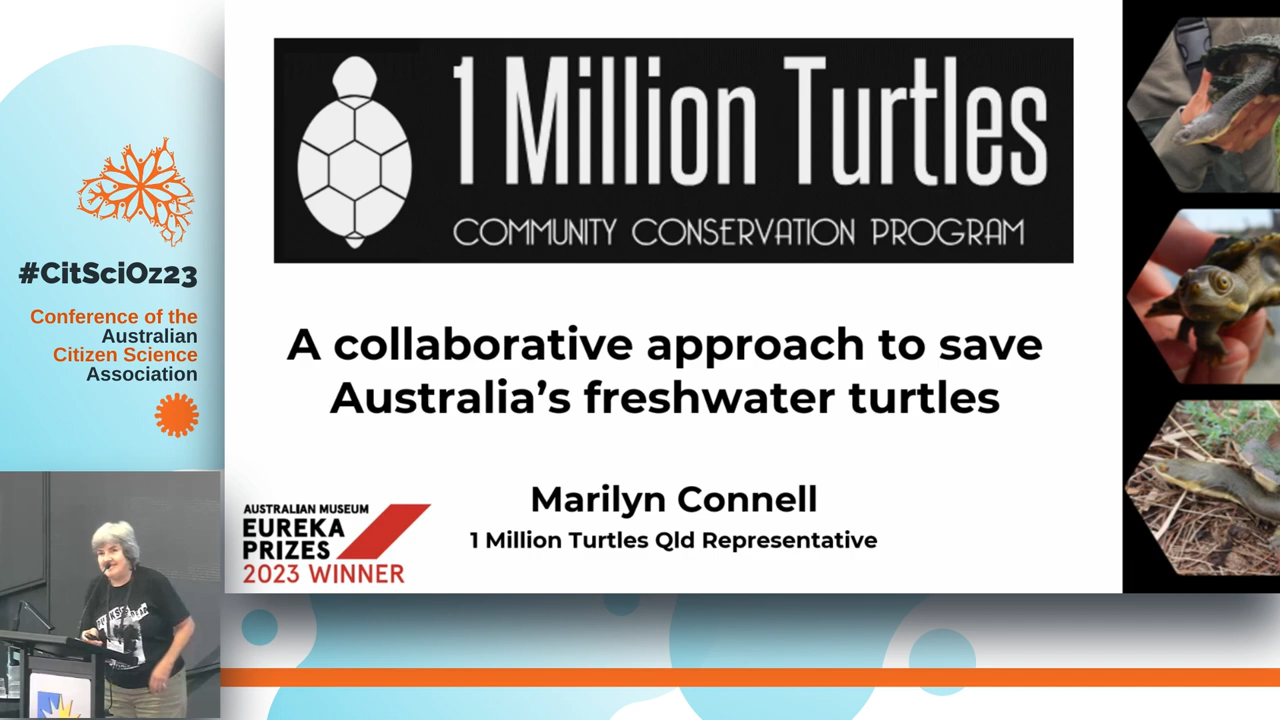 1 Million Turtles
COMMUNITY CONSERVATION PROGRAM
#CitSciOz23
Conference of the
Australian
Citizen Science
Association
A collaborative approach to save
Australia's freshwater turtles
Marilyn Connell
1 Million Turtles Qld Representative
AUSTRALIAN MUSEUM
EUREKA
PRIZES
2023 WINNER